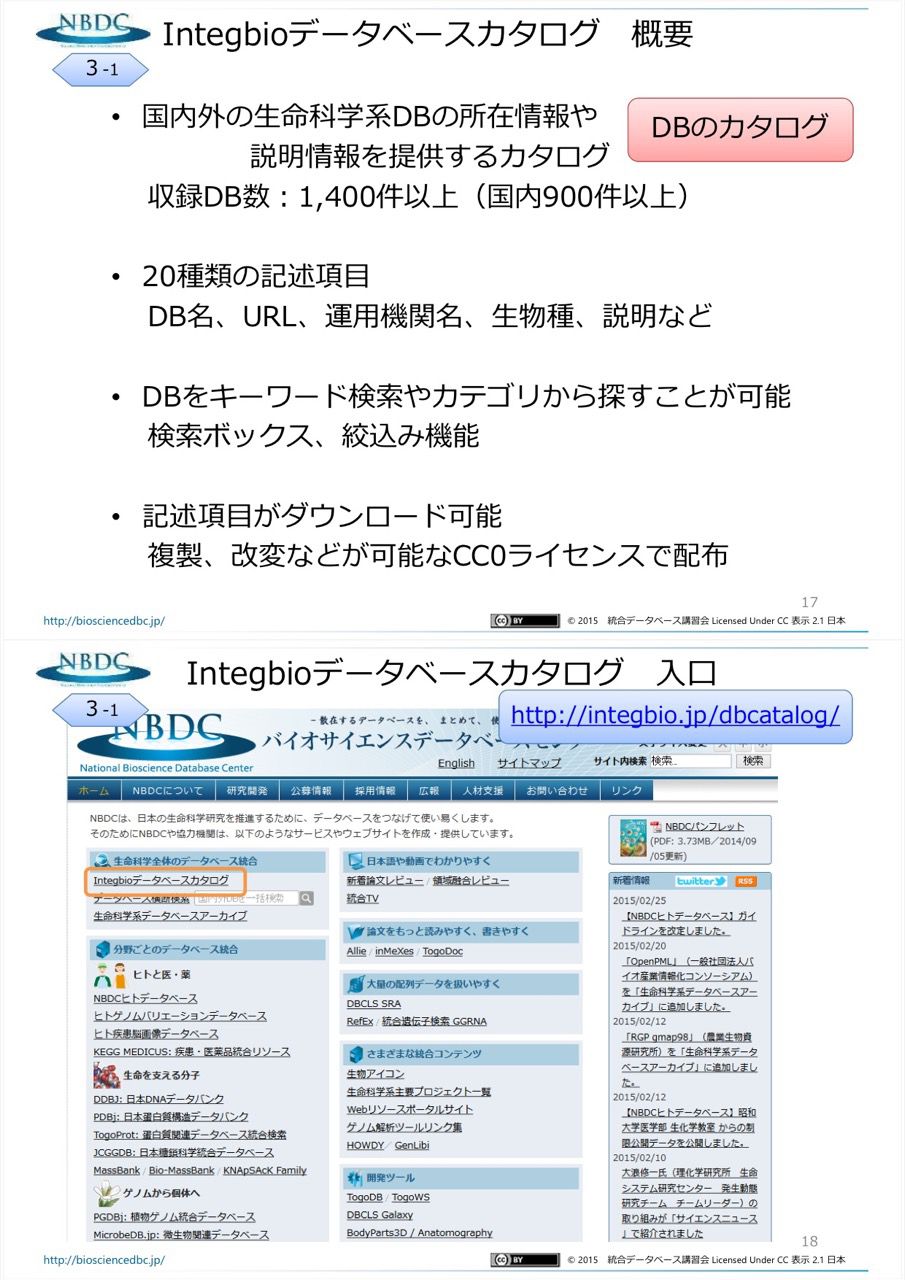 NBDC
Integbioデータベースカタログ　概要
3-1
• 国内外の生命科学系DBの所在情報や
説明情報を提供するカタログ
DBのカタログ
収録DB数：1,400件以上（国内900件以上）
• 20種類の記述項目
DB名、URL、運用機関名、生物種、説明など
• DBをキーワード検索やカテゴリから探すことが可能
検索ボックス、絞込み機能
• 記述項目がダウンロード可能
複製、改変などが可能なCC0ライセンスで配布
17
http://biosciencedbc.jp/
cc BY
© 2015　統合データベース講習会 Licensed Under CC 表示 2.1 日本
NBDC
Integbioデータベースカタログ　入口
3-1
http://integbio.jp/dbcatalog/
NBDC
－散在するデータベースを、まとめて、使
バイオサイエンスデータベース
National Bioscience Database Center
English サイトマップ サイト内検索 検索 検索
ホーム NBDCについて 研究開発 公募情報 採用情報 広報 人材支援 お問い合わせ リンク
NBDCは、日本の生命科学研究を推進するために、データベースをつなげて使い易くします。
そのためにNBDCや協力機関は、以下のようなサービスやウェブサイトを作成・提供しています。
生命科学全体のデータベース統合
Integbioデータベースカタログ
データベース横断検索 国内外DBを一括検索
生命科学系データベースアーカイブ
分野ごとのデータベース統合
ヒトと医・薬
NBDCヒトデータベース
ヒトゲノムバリエーションデータベース
ヒト疾患脳画像データベース
KEGG MEDICUS: 疾患・医薬品統合リソース
生命を支える分子
DDBJ: 日本DNAデータバンク
PDBj: 日本蛋白質構造データバンク
TogoProt: 蛋白質関連データベース統合検索
JCGGDB: 日本糖鎖科学統合データベース
MassBank / Bio-MassBank / KNApSAcK Family
ゲノムから個体へ
PGDBj: 植物ゲノム統合データベース
MicrobeDB.jp: 微生物関連データベース
日本語や動画でわかりやすく
新着論文レビュー / 領域融合レビュー
統合TV
論文をもっと読みやすく、書きやすく
Allie / inMeXes / TogoDoc
大量の配列データを扱いやすく
DBCLS SRA
RefEx / 統合遺伝子検索 GGRNA
さまざまな統合コンテンツ
生物アイコン
生命科学系主要プロジェクト一覧
Webリソースポータルサイト
ゲノム解析ツールリンク集
HOWDY / GenLibi
開発ツール
TogoDB / TogoWS
DBCLS Galaxy
BodyParts3D / Anatomography
NBDCパンフレット
(PDF: 3.73MB／2014/09
/05更新)
新着情報 twitter RSS
2015/02/25
【NBDCヒトデータベース】ガイ
ドラインを改定しました。
2015/02/20
「OpenPML」（一般社団法人バ
イオ産業情報化コンソーシアム）
を「生命科学系データベースアー
カイブ」に追加しました。
2015/02/12
「RGP gmap98」（農業生物資
源研究所）を「生命科学系データ
ベースアーカイブ」に追加しまし
た。
2015/02/12
【NBDCヒトデータベース】昭和
大学医学部 生化学教室 からの制
限公開データを公開しました。
2015/02/10
大浪修一氏（理化学研究所　生命
システム研究センター　発生動態
研究チーム　チームリーダー）の
取り組みが「サイエンスニュース
」で紹介されました
18
http://biosciencedbc.jp/
cc BY
© 2015　統合データベース講習会 Licensed Under CC 表示 2.1 日本